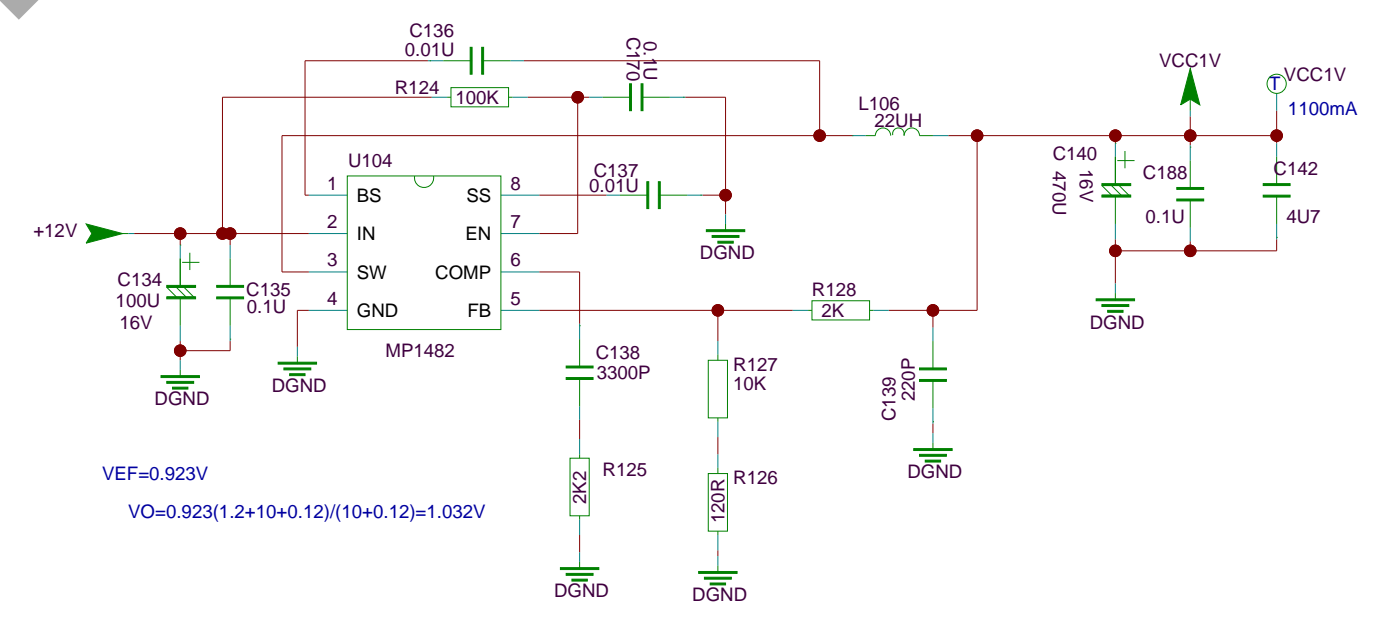 C136
0.01U
0.1U
C170
R124
100K
VCC1V
T
VCC1V
1100mA
L106
22UH
U104
C137
0.01U
C140
16V
470U
C188
0.1U
C142
4U7
1
BS
SS
8
+12V
2
IN
EN
7
DGND
3
SW
COMP
6
C134
100U
16V
C135
0.1U
4
GND
FB
5
R128
2K
DGND
MP1482
DGND
DGND
C138
3300P
R127
10K
C139
220P
DGND
R125
2K2
R126
120R
VEF=0.923V
VO=0.923(1.2+10+0.12)/(10+0.12)=1.032V
DGND
DGND